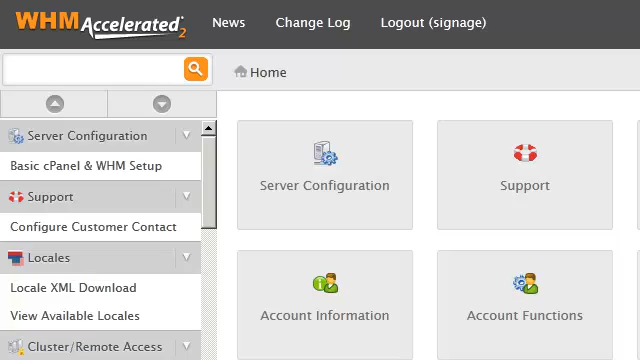 WHM Accelerated 2
News
Change Log
Logout (signage)
Home
Server Configuration
Basic cPanel & WHM Setup
Support
Configure Customer Contact
Locales
Locale XML Download
View Available Locales
Cluster/Remote Access
Server Configuration
Support
Account Information
Account Functions